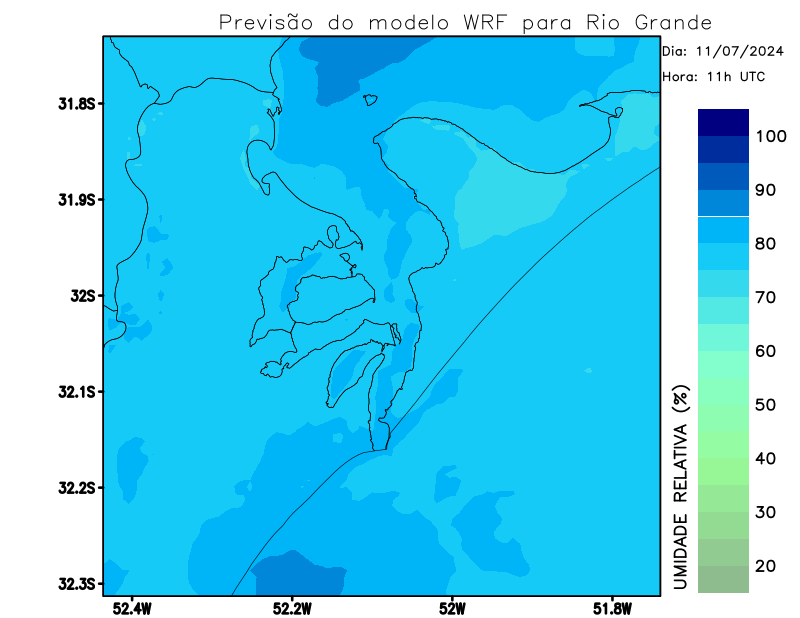 Previsão do modelo WRF para Rio Grande
Dia: 11/07/2024
Hora: 11h UTC
31.8S
31.9S
32S
32.1S
32.2S
32.3S
52.4W
52.2W
52W
51.8W
100
90
80
70
60
50
40
30
20
UMIDADE RELATIVA (%)